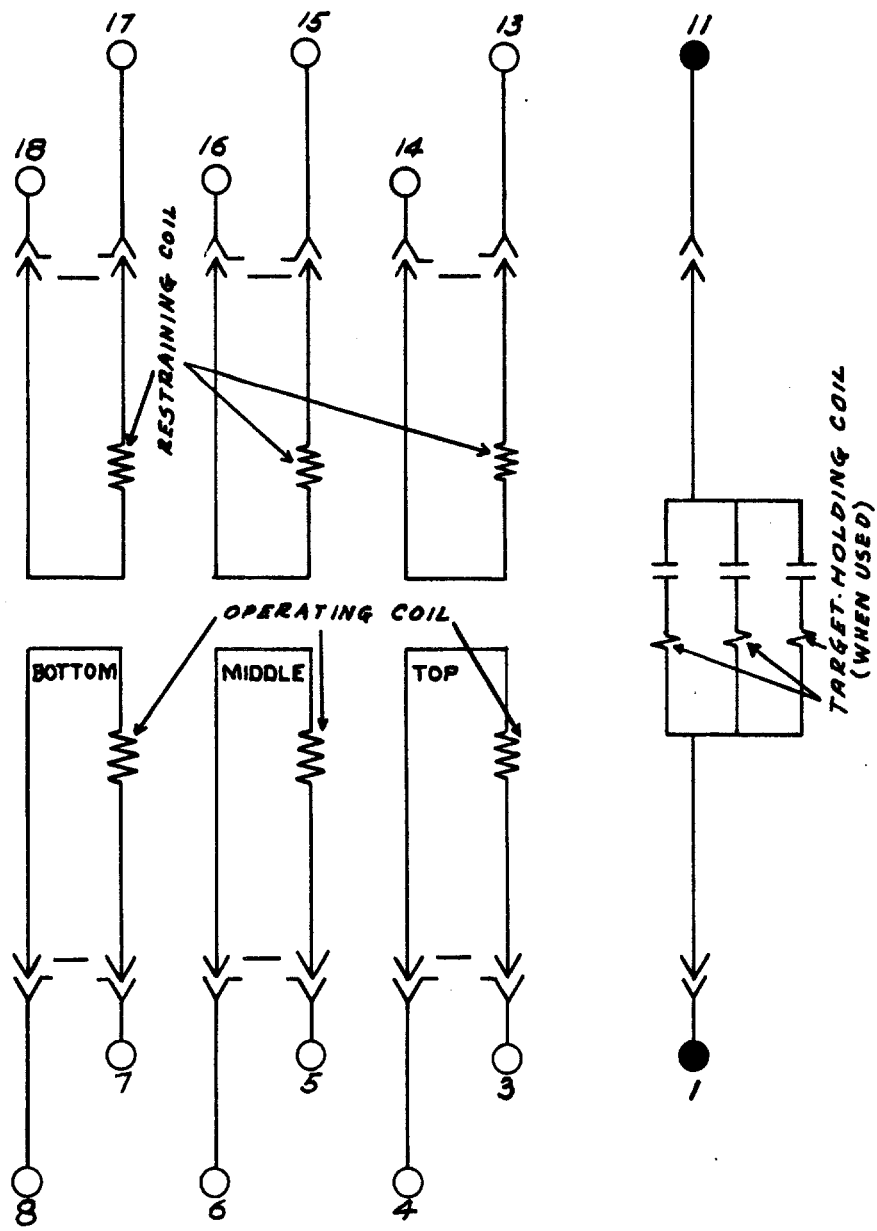 17
15
13
11
18
16
14
RESTRAINING COIL
TARGET-HOLDING COIL
(WHEN USED)
OPERATING COIL
BOTTOM
MIDDLE
TOP
7
5
3
1
8
6
4